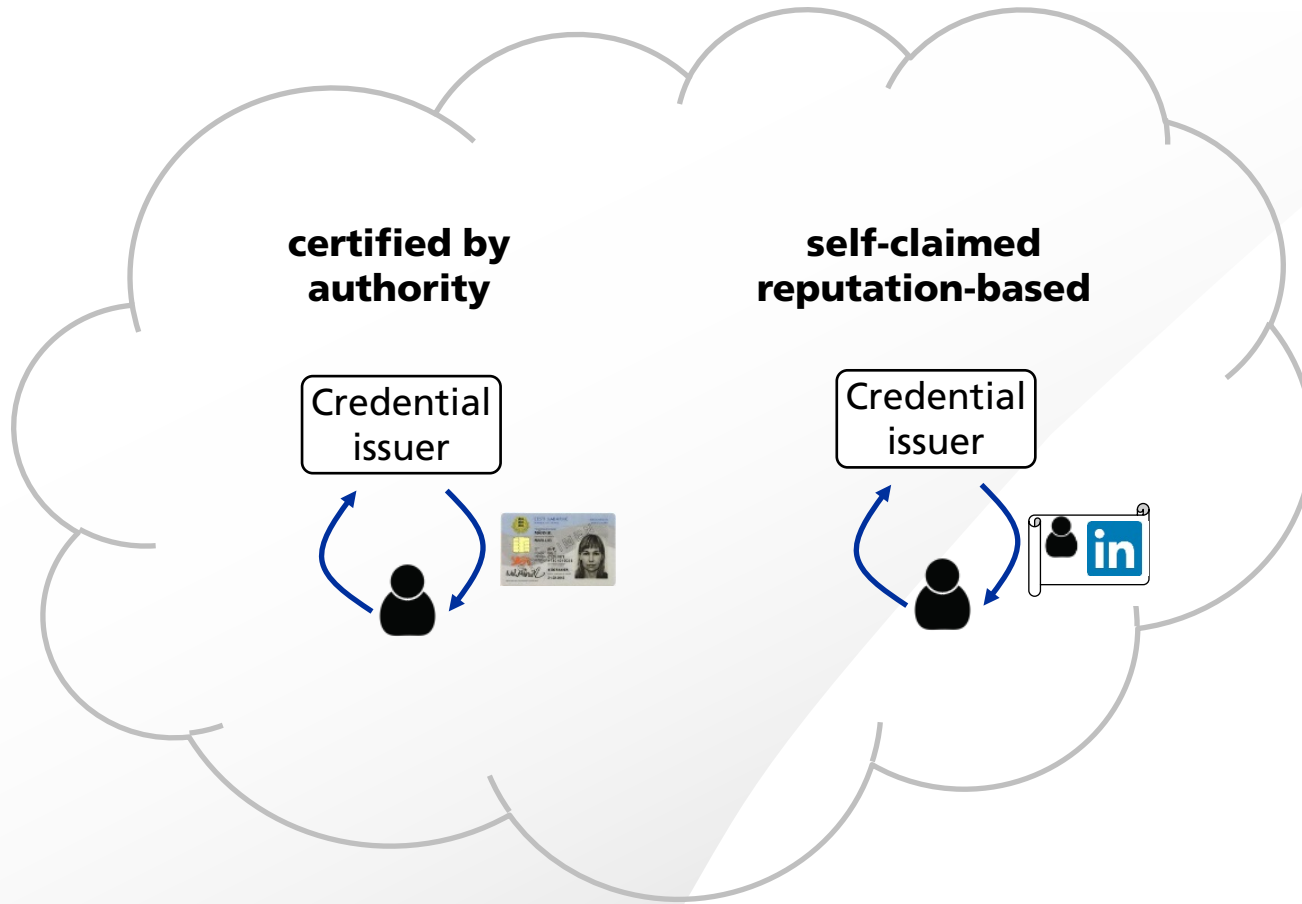 certified by
authority
self-claimed
reputation-based
Credential
issuer
Credential
issuer
in